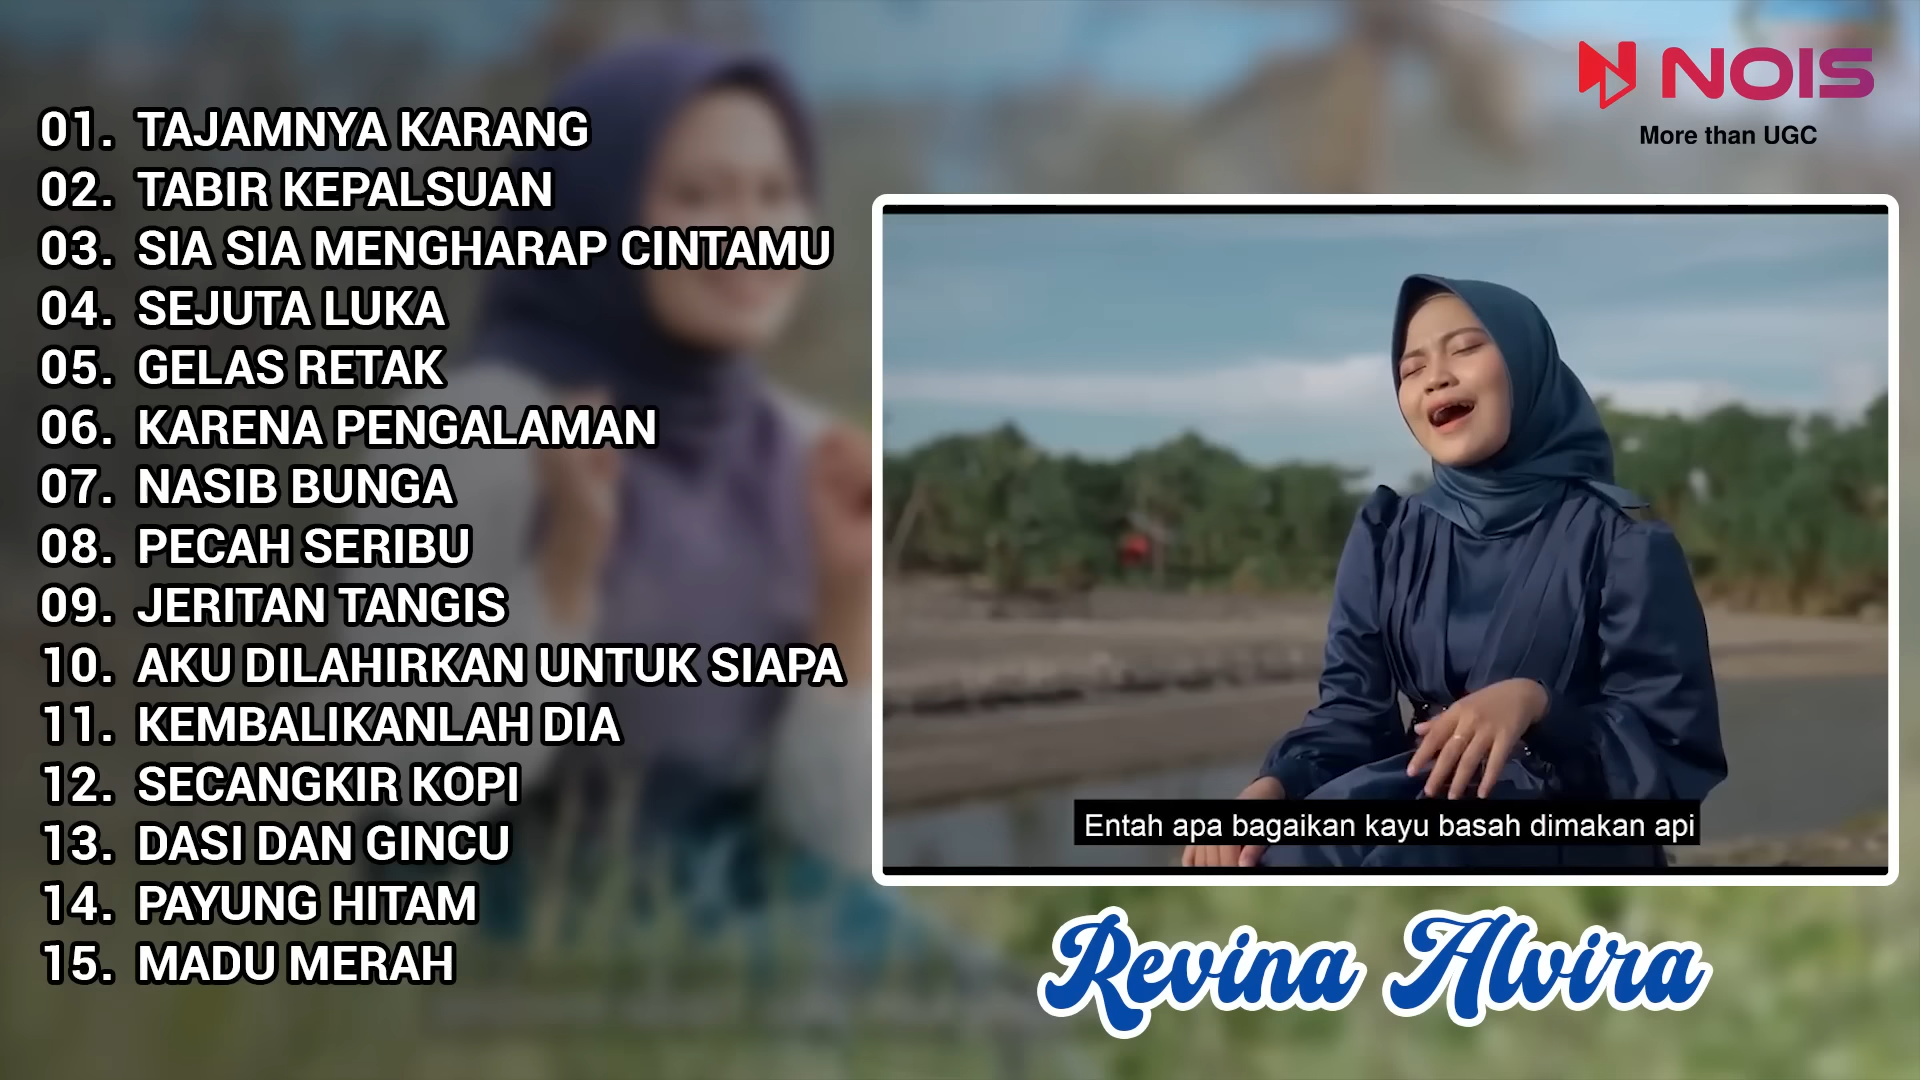 NOIS
More than UGC
01. TAJAMNYA KARANG
02. TABIR KEPALSUAN
03. SIA SIA MENGHARAP CINTAMU
04. SEJUTA LUKA
05. GELAS RETAK
06. KARENA PENGALAMAN
07. NASIB BUNGA
08. PECAH SERIBU
09. JERITAN TANGIS
10. AKU DILAHIRKAN UNTUK SIAPA
11. KEMBALIKANLAH DIA
12. SECANGKIR KOPI
13. DASI DAN GINCU
14. PAYUNG HITAM
15. MADU MERAH
Entah apa bagaikan kayu basah dimakan api
Revina Alvira